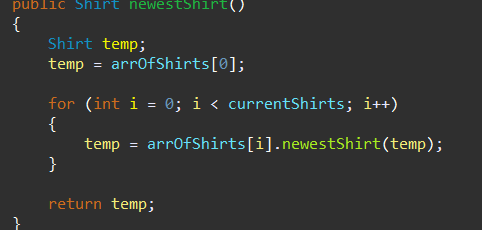 public Shirt newestShirt()
{
Shirt temp;
temp = arrOfShirts[0];
for (int i = 0; i < currentShirts; i++)
{
temp = arrOfShirts[i].newestShirt(temp);
}
return temp;
}